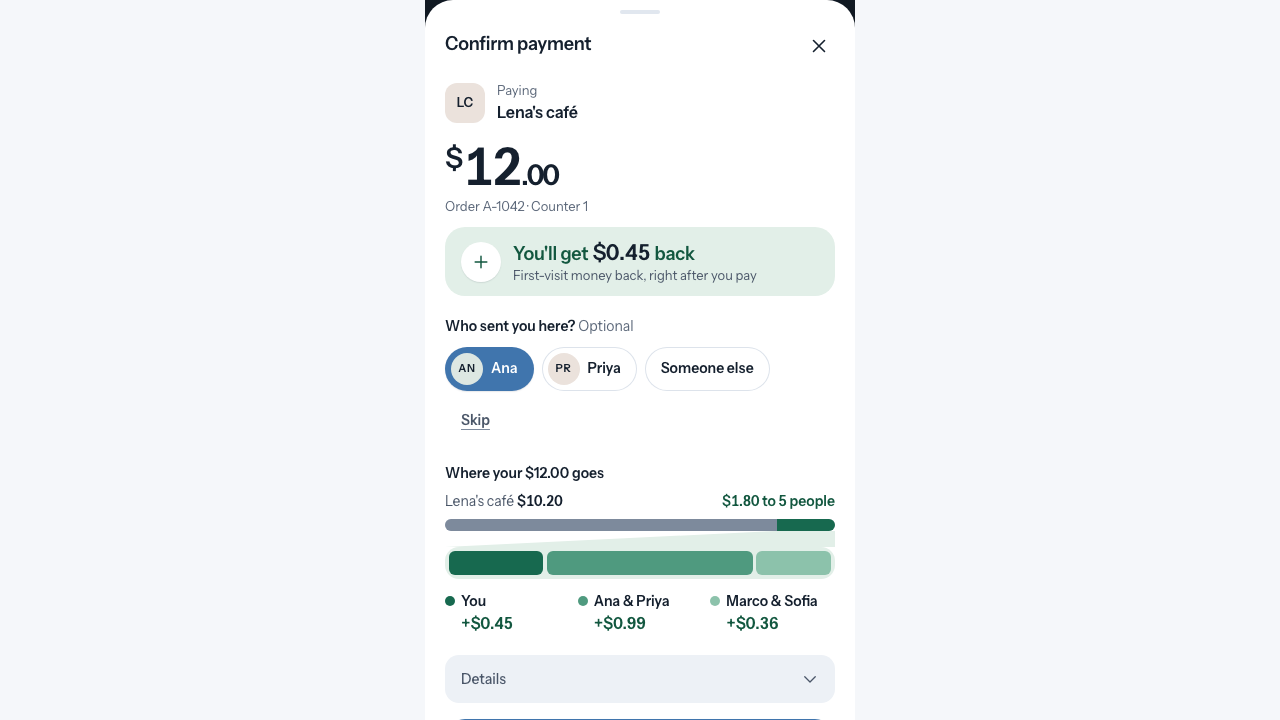 Confirm payment
LC
Paying
Lena's café
$12.00
Order A-1042 · Counter 1
You'll get $0.45 back
First-visit money back, right after you pay
Who sent you here? Optional
AN Ana
PR Priya
Someone else
Skip
Where your $12.00 goes
Lena's café $10.20
$1.80 to 5 people
You
+$0.45
Ana & Priya
+$0.99
Marco & Sofia
+$0.36
Details